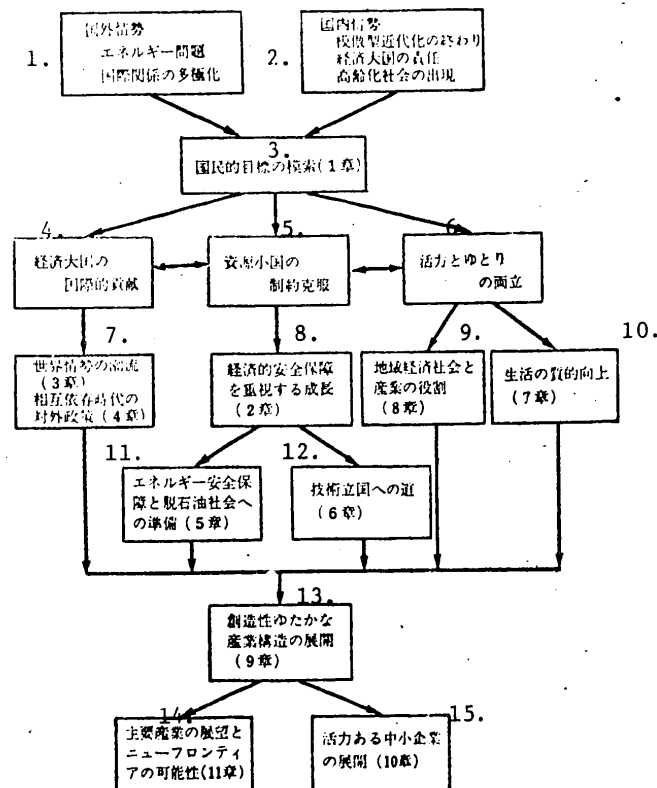 1.
国外情勢
エネルギー問題
国際関係の多極化
2.
国内情勢
模倣型近代化の終わり
経済大国の責任
高齢化社会の出現
3.
国民的目標の模索(1章)
4.
経済大国の
国際的貢献
5.
資源小国の
制約克服
6.
活力とゆとり
の両立
7.
世界情勢の潮流
(3章)
相互依存時代の
対外政策(4章)
8.
経済的安全保障
を重視する成長
(2章)
9.
地域経済社会と
産業の役割
(8章)
10.
生活の質的向上
(7章)
11.
エネルギー安全保
障と脱石油社会へ
の準備(5章)
12.
技術立国への道
(6章)
13.
創造性ゆたかな
産業構造の展開
(9章)
14.
主要産業の展望と
ニューフロンティ
アの可能性(11章)
15.
活力ある中小企業
の展開(10章)